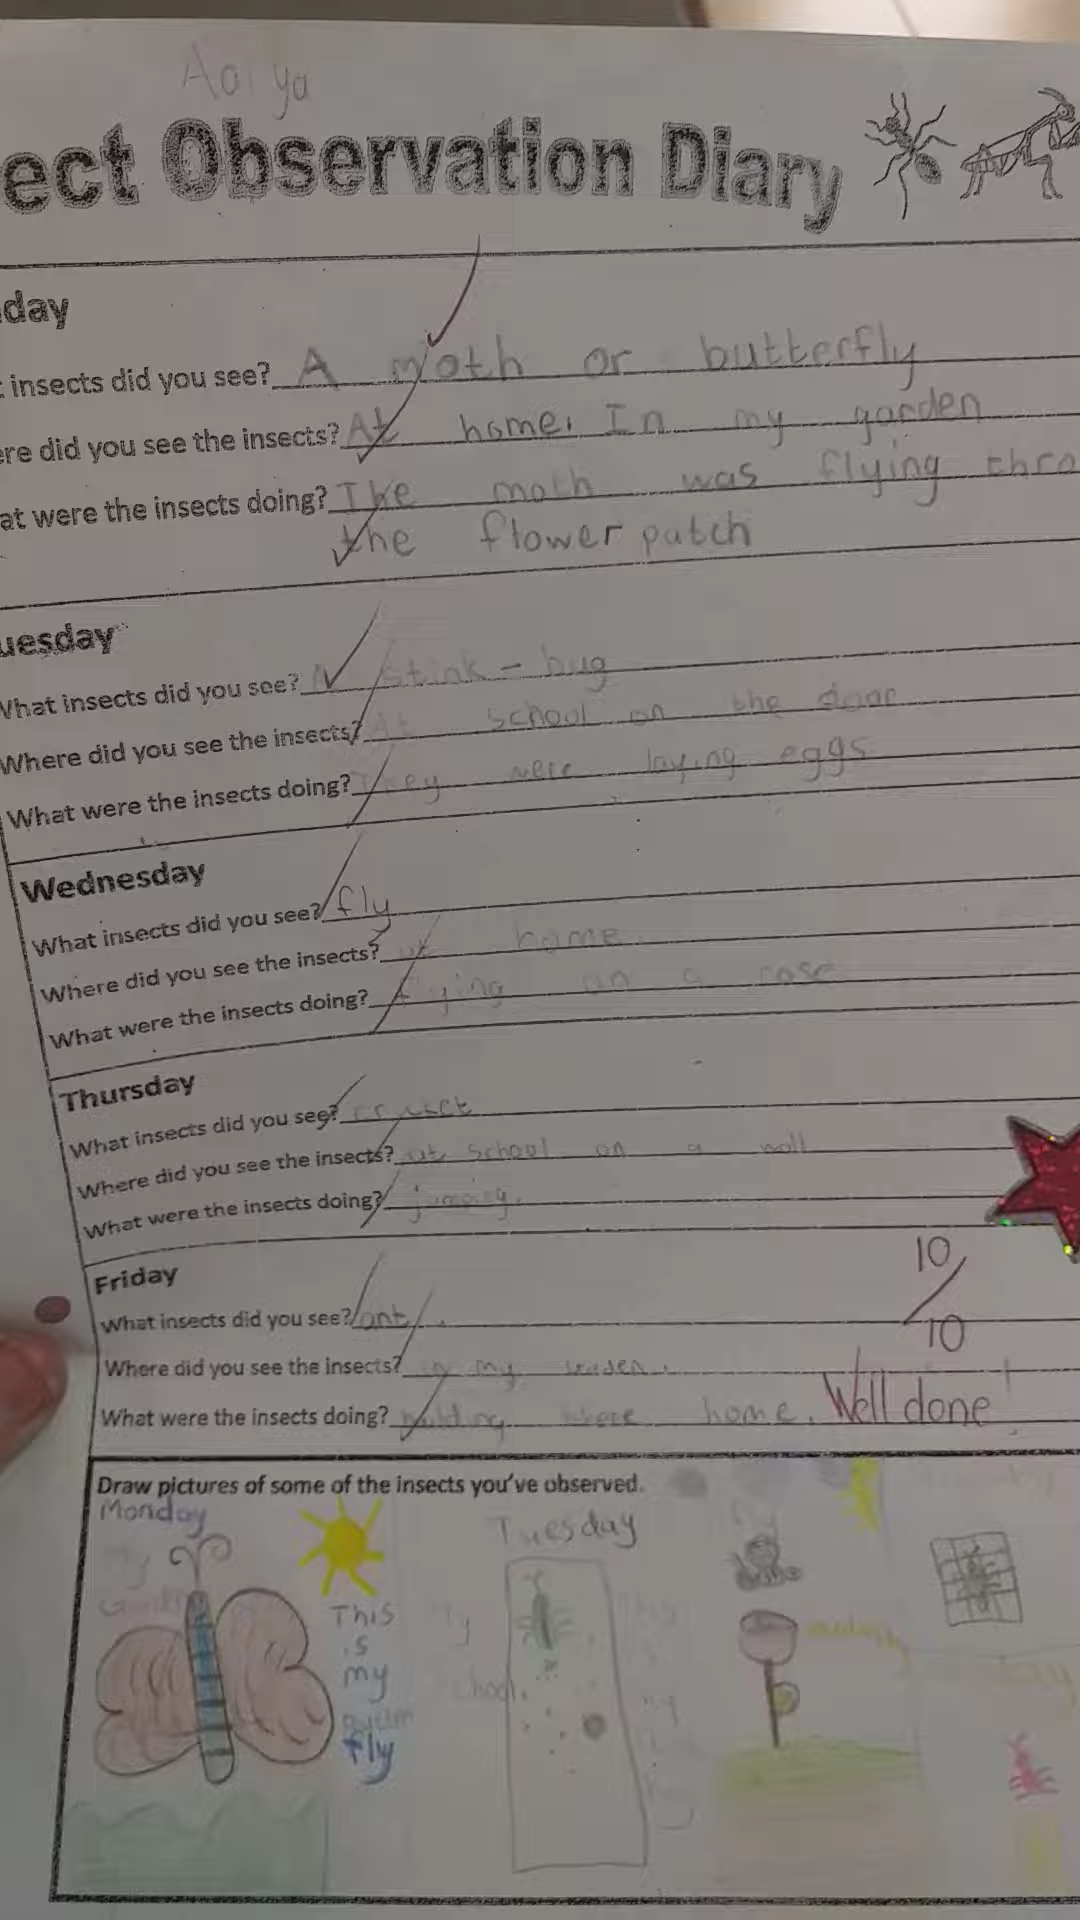 Aaiya
ect Observation Diary
day
insects did you see? A moth or butterfly
ere did you see the insects? At home. In my garden
at were the insects doing? The moth was flying thro
the flower patch
uesday
What insects did you see? A stink-bug
Where did you see the insects? At school on the door
What were the insects doing? They were laying eggs
Wednesday
What insects did you see? fly
Where did you see the insects? at home
What were the insects doing? flying on a rose
Thursday
What insects did you see?
Where did you see the insects? at school on a wall
What were the insects doing? jumping.
10/10
Friday
What insects did you see? ant.
Where did you see the insects? in my
What were the insects doing? building there home.
Well done!
Draw pictures of some of the insects you've observed.
Monday
Tuesday
This
is
my
fly